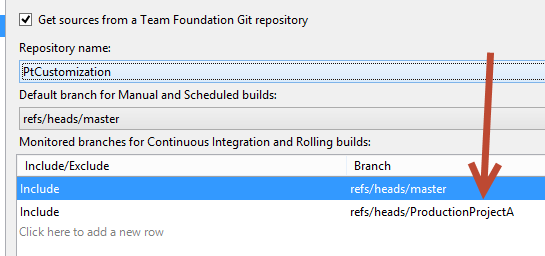 Get sources from a Team Foundation Git repository
Repository name:
PtCustomization
Default branch for Manual and Scheduled builds:
refs/heads/master
Monitored branches for Continuous Integration and Rolling builds:
Include/Exclude Branch
Include refs/heads/master
Include refs/heads/ProductionProjectA
Click here to add a new row